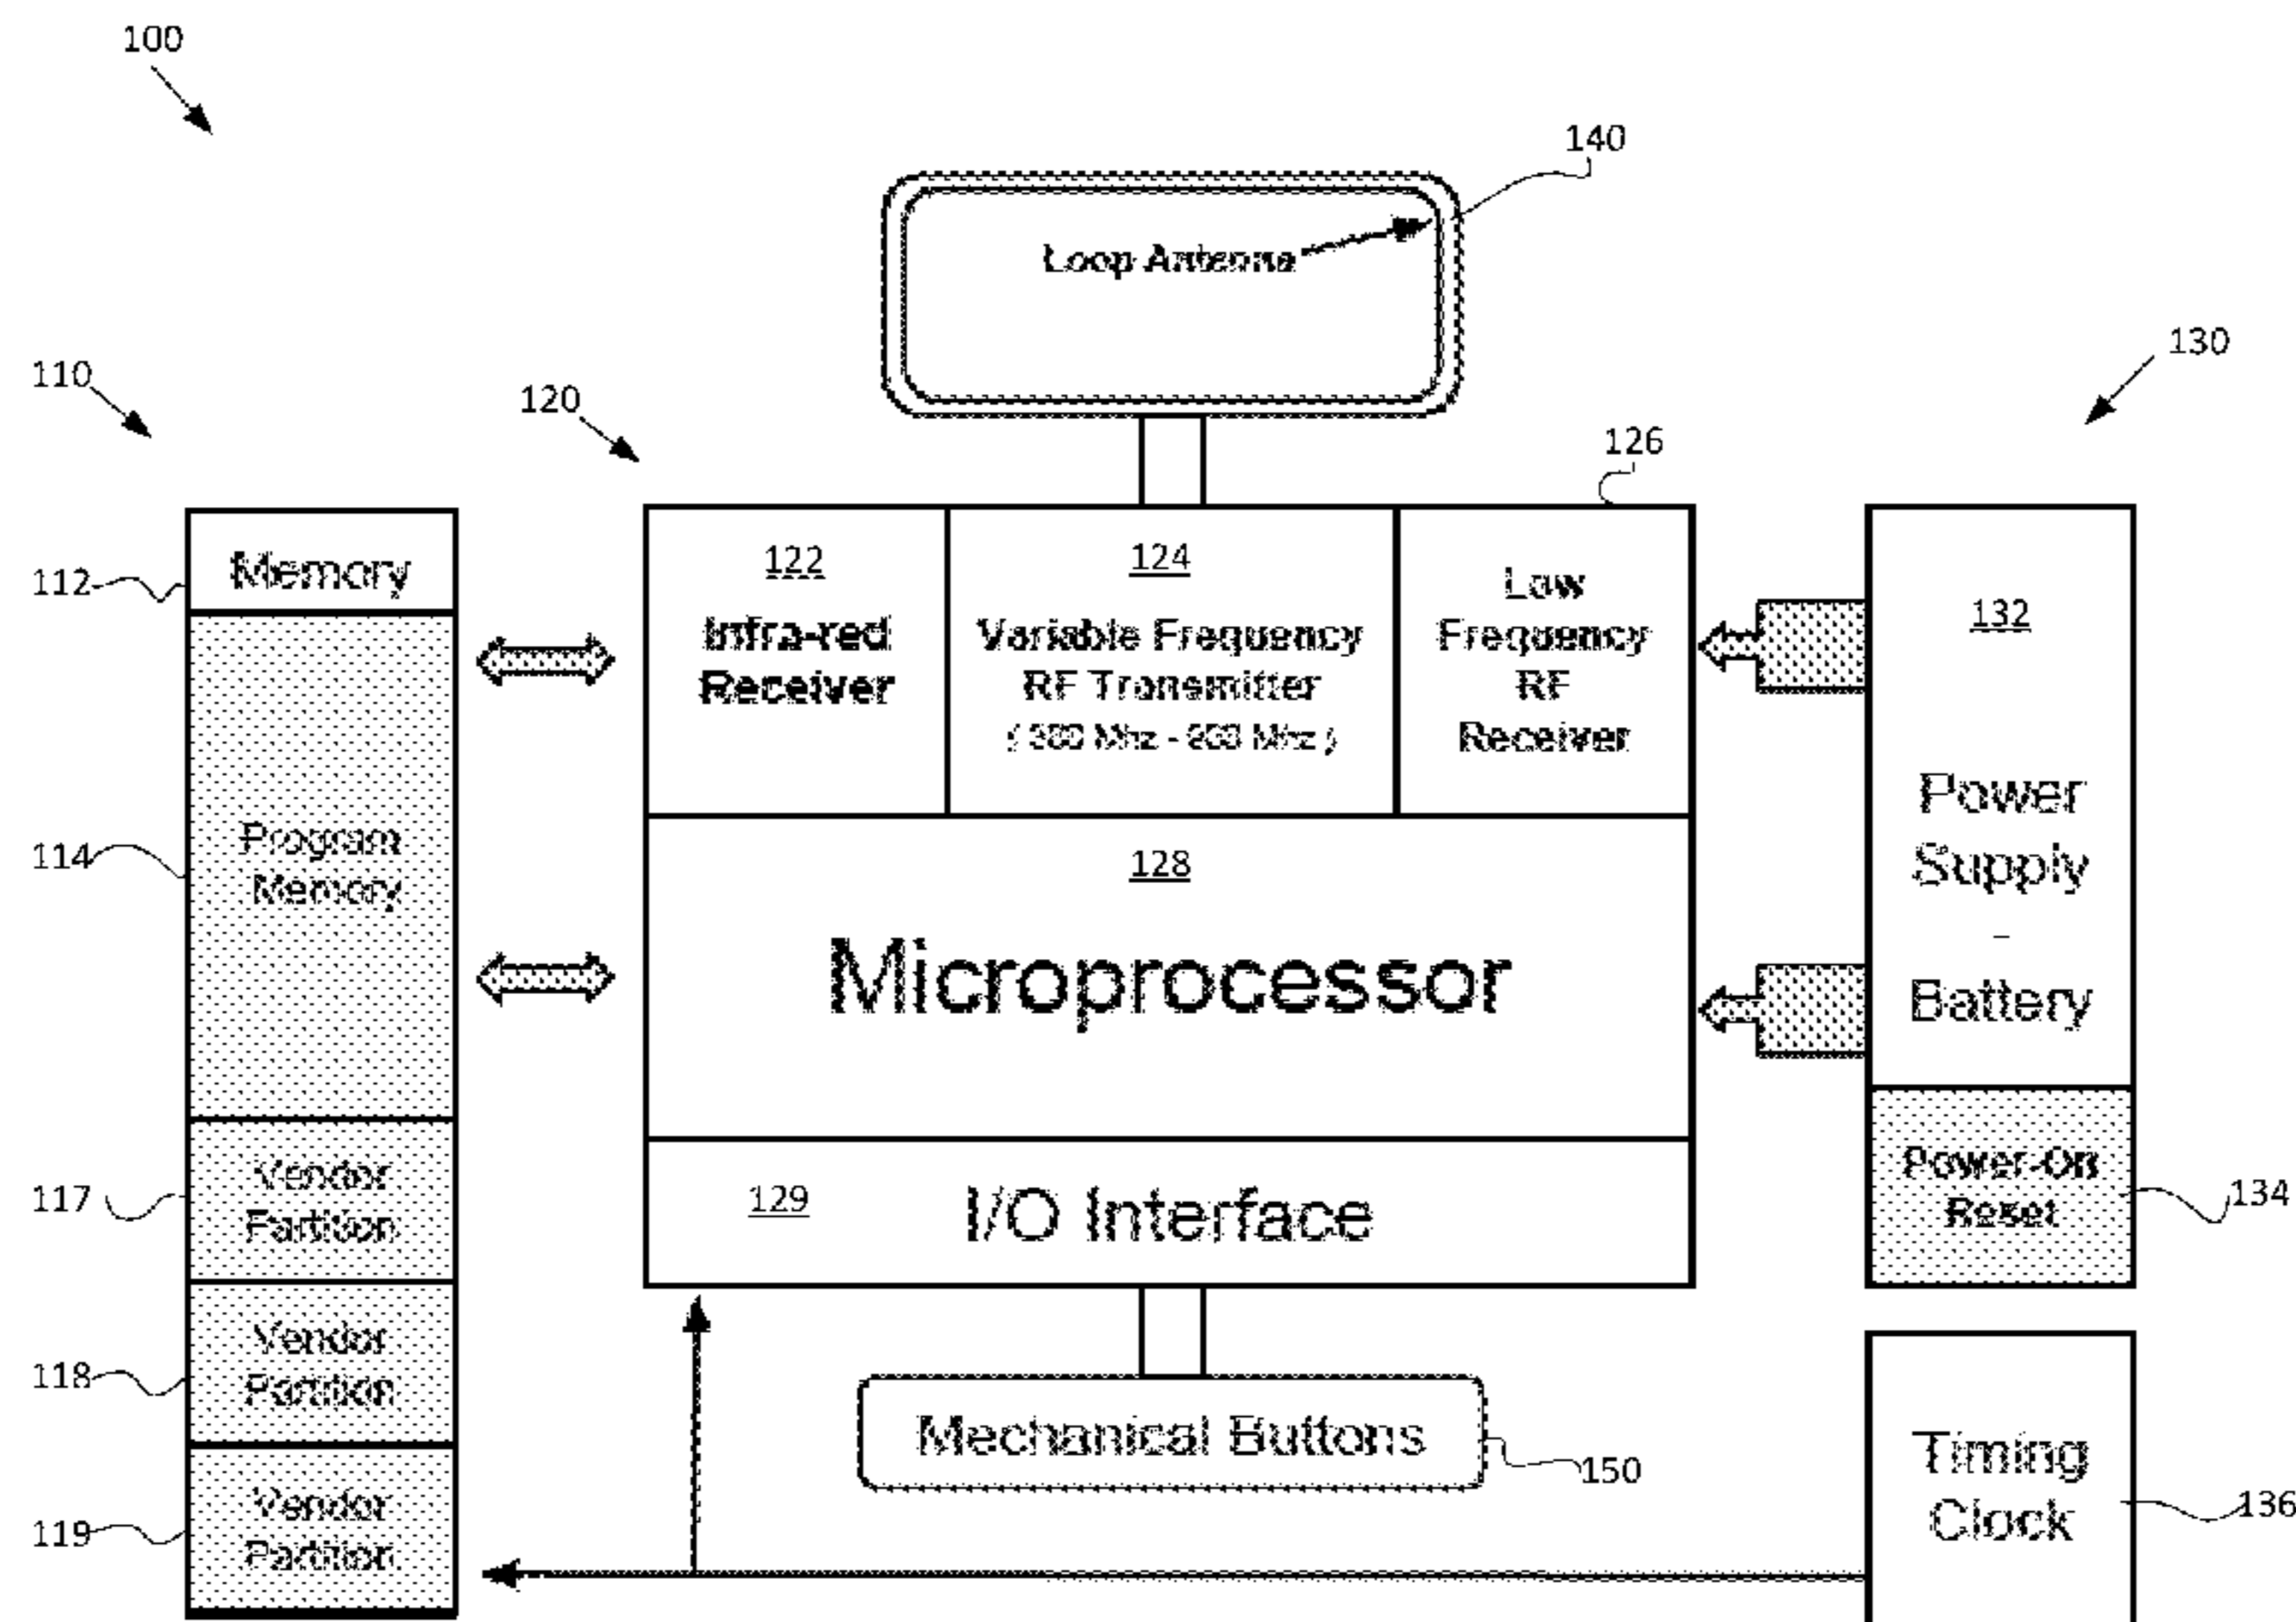 100
140
Loop Antenna
130
110
120
126
112
Memory
122
Infra-red
Receiver
124
Variable Frequency
RF Transmitter
Low
Frequency
RF
Receiver
132
Power
Supply
-
Battery
114
Program
Memory
128
Microprocessor
117
Vendor
Partition
129
I/O Interface
Power-On
Reset
134
118
Vendor
Partition
Mechanical Buttons
150
119
Vendor
Partition
Timing
Clock
136